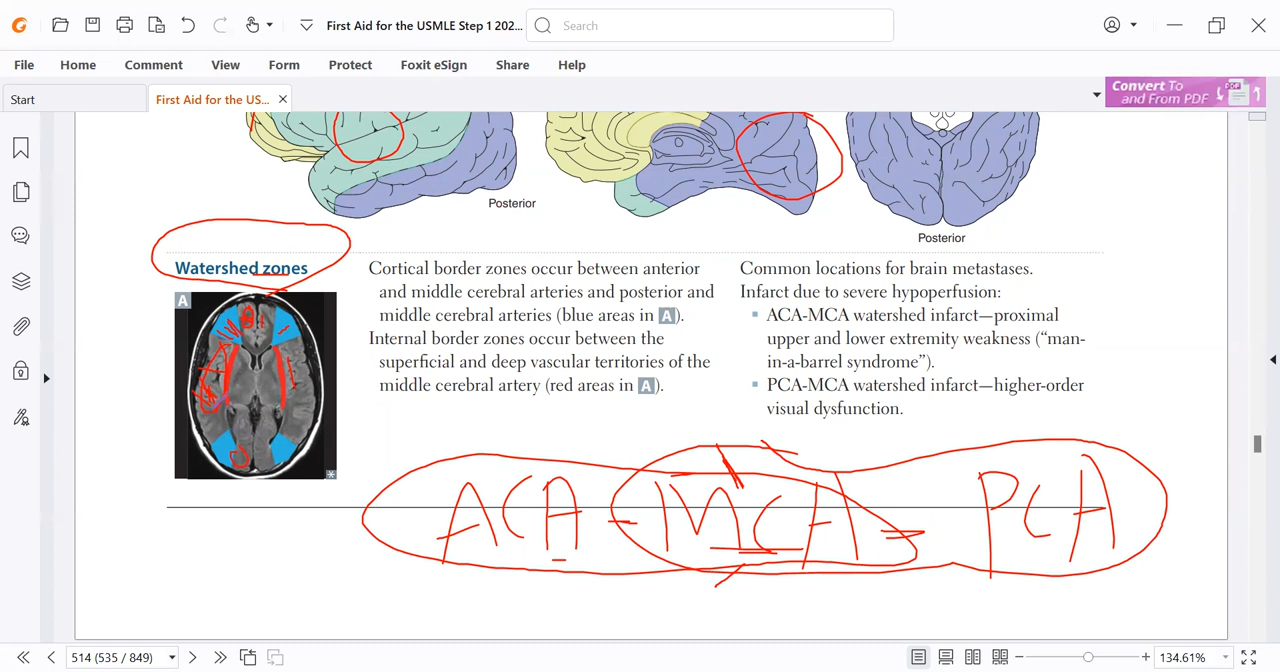 First Aid for the USMLE Step 1 202...
Search
File Home Comment View Form Protect Foxit eSign Share Help
Start
First Aid for the US...
Convert To
and From PDF
PDF
Posterior
Posterior
Watershed zones
A
Cortical border zones occur between anterior
and middle cerebral arteries and posterior and
middle cerebral arteries (blue areas in A).
Internal border zones occur between the
superficial and deep vascular territories of the
middle cerebral artery (red areas in A).
Common locations for brain metastases.
Infarct due to severe hypoperfusion:
▪ ACA-MCA watershed infarct—proximal
upper and lower extremity weakness (“man-
in-a-barrel syndrome”).
▪ PCA-MCA watershed infarct—higher-order
visual dysfunction.
ACA - MCA - PCA
514 (535 / 849)
134.61%